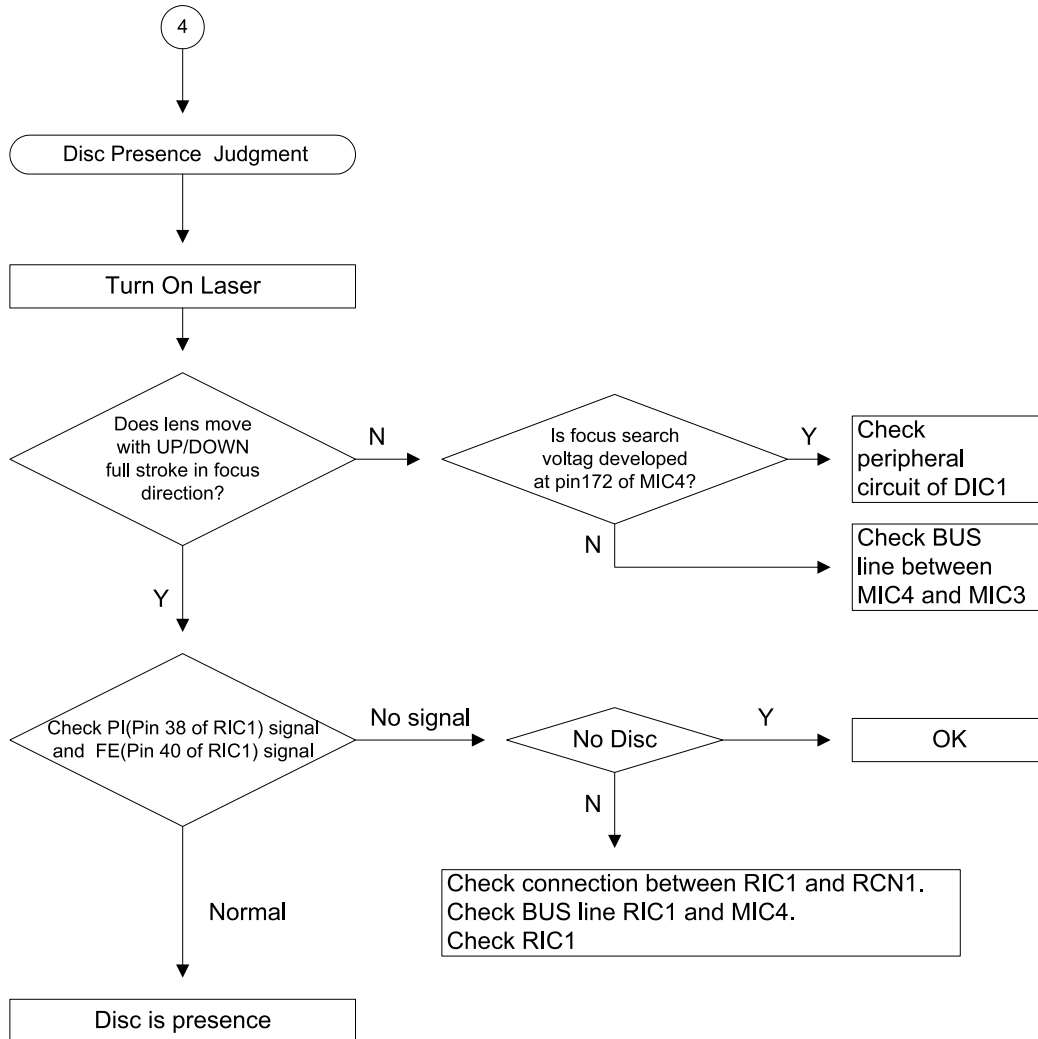 4
Disc Presence Judgment
Turn On Laser
Does lens move
with UP/DOWN
full stroke in focus
direction?
N
Is focus search
voltag developed
at pin172 of MIC4?
Y
Check
peripheral
circuit of DIC1
N
Check BUS
line between
MIC4 and MIC3
Y
Check PI(Pin 38 of RIC1) signal
and FE(Pin 40 of RIC1) signal
No signal
No Disc
Y
OK
N
Check connection between RIC1 and RCN1.
Check BUS line RIC1 and MIC4.
Check RIC1
Normal
Disc is presence